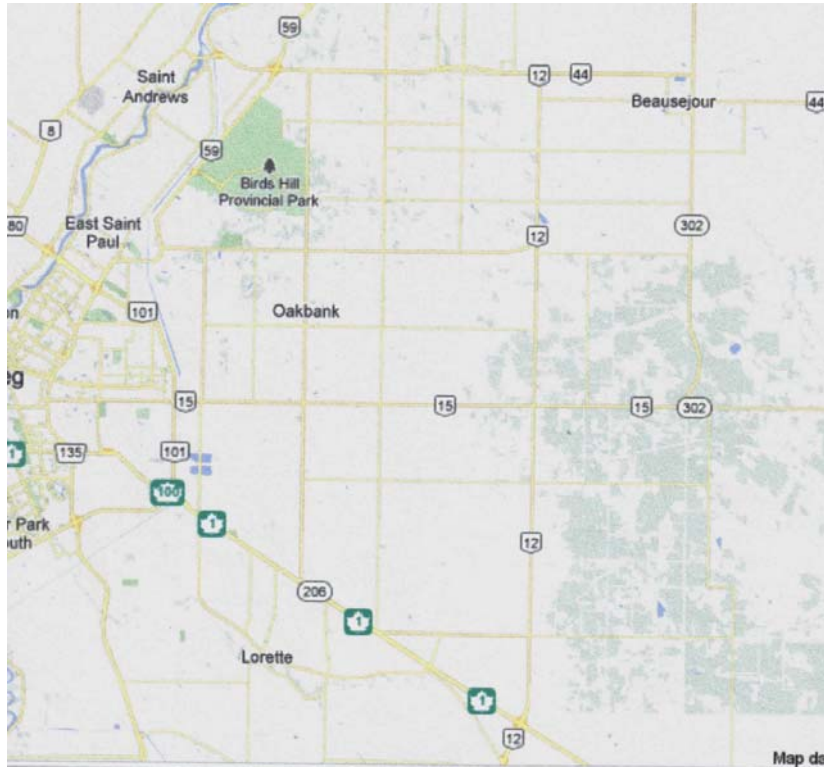 59
12
44
Saint
Andrews
Beausejour
44
8
59
Birds Hill
Provincial Park
80
East Saint
Paul
302
12
on
101
Oakbank
eg
15
15
15
302
1
135
101
100
1
r Park
outh
12
206
1
Lorette
1
12
Map da